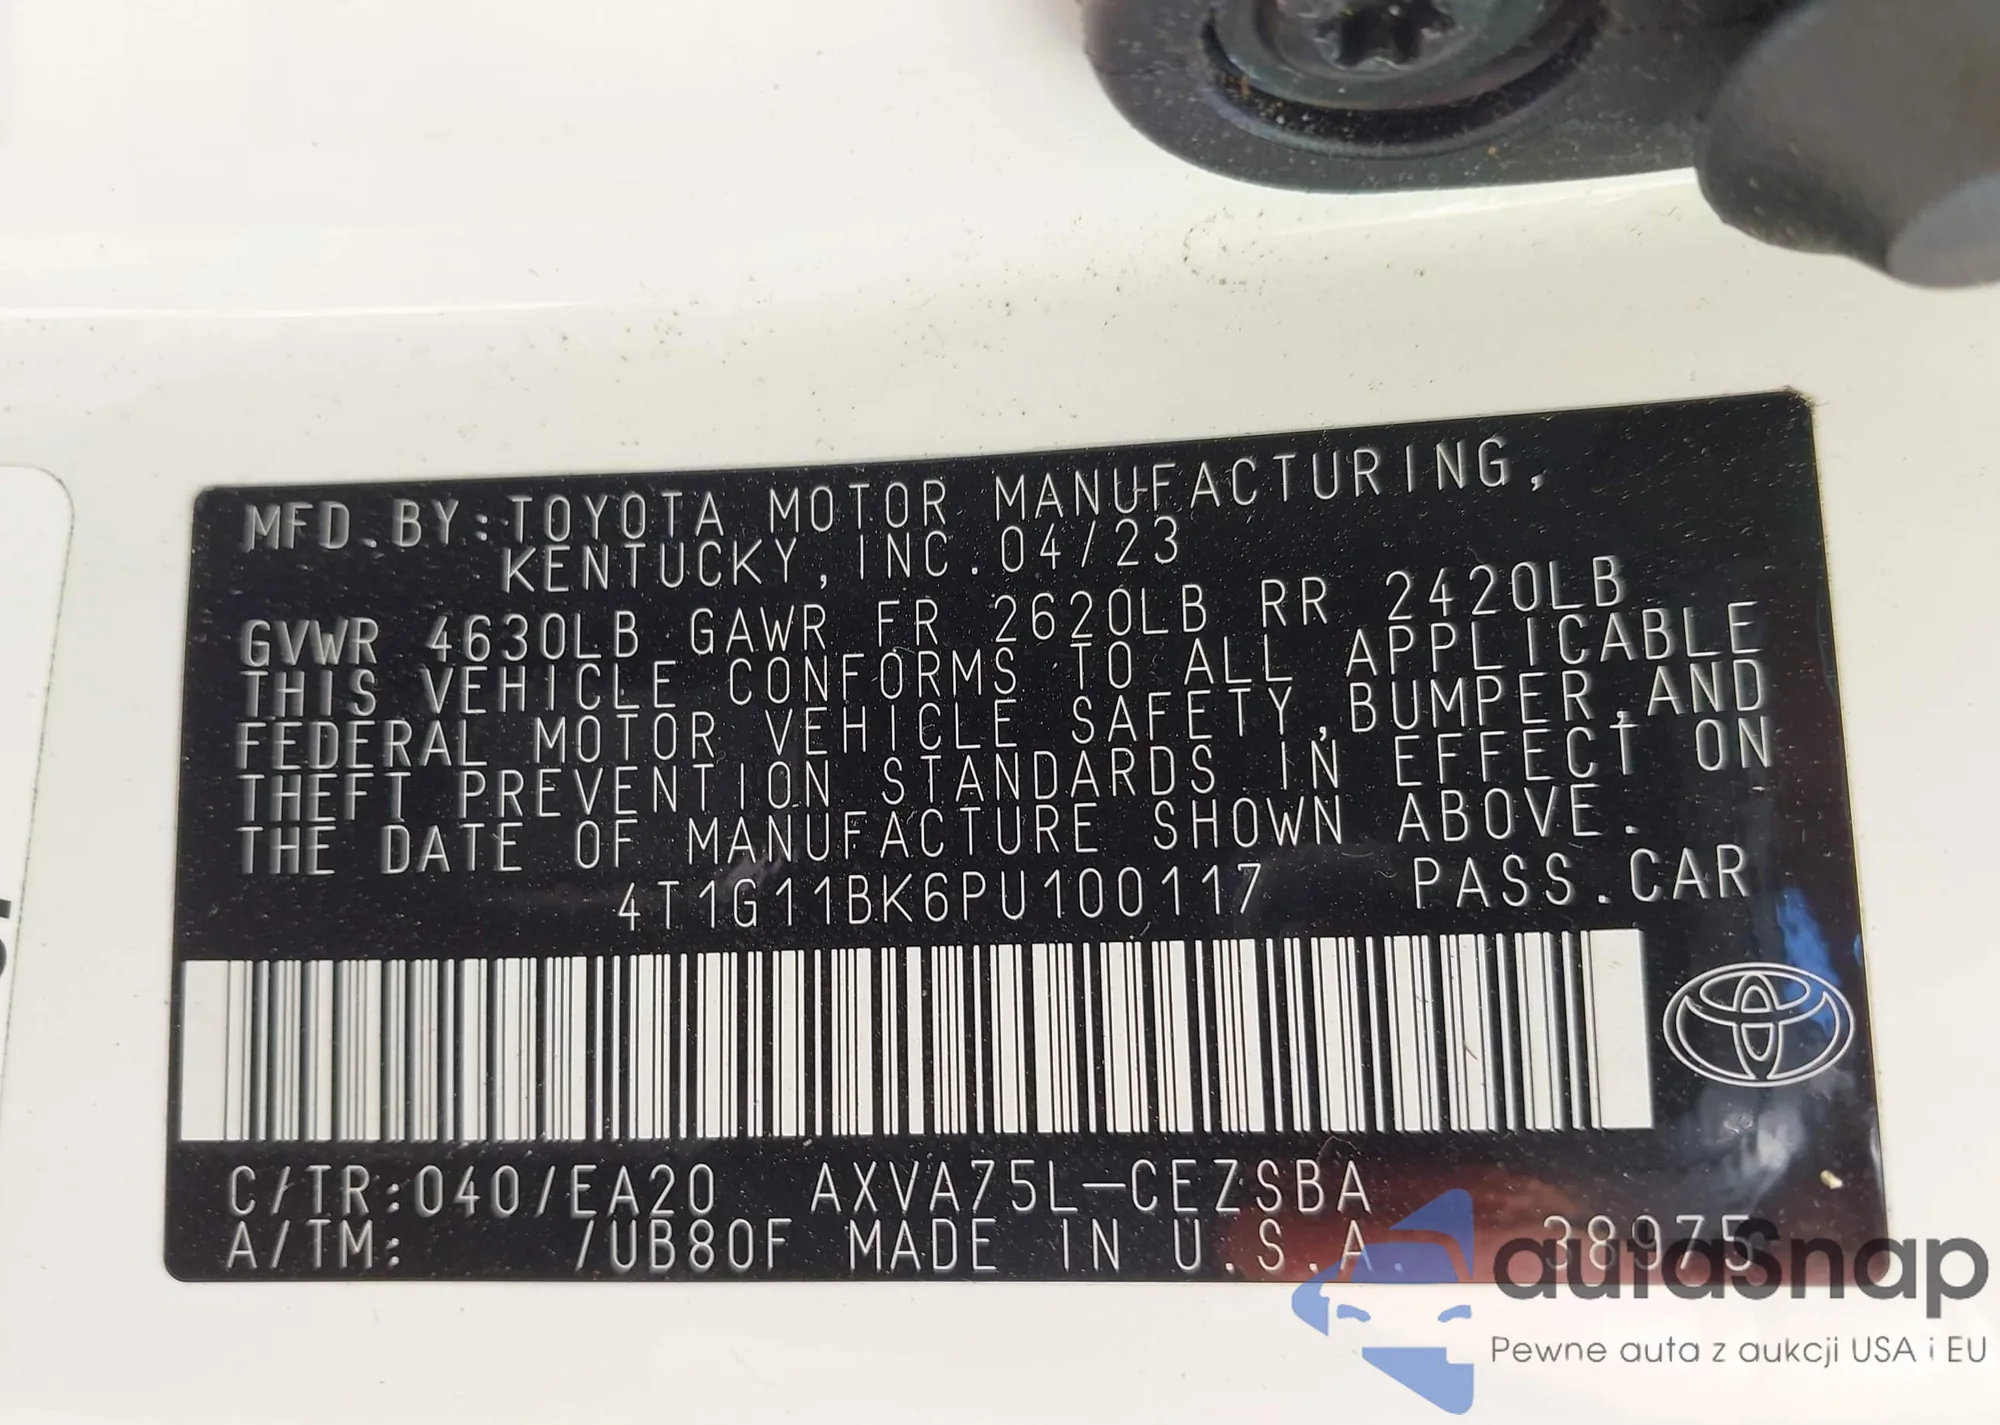 MFD.BY:TOYOTA MOTOR MANUFACTURING,
KENTUCKY,INC.04/23
GVWR 4630LB GAWR FR 2620LB RR 2420LB
THIS VEHICLE CONFORMS TO ALL APPLICABLE
FEDERAL MOTOR VEHICLE SAFETY,BUMPER,AND
THEFT PREVENTION STANDARDS IN EFFECT ON
THE DATE OF MANUFACTURE SHOWN ABOVE.
4T1G11BK6PU100117 PASS.CAR
C/TR:040/EA20 AXVA75L-CEZSBA
A/TM: /UB80F MADE IN U.S.A 38975
autoSnap
Pewne auta z aukcji USA i EU